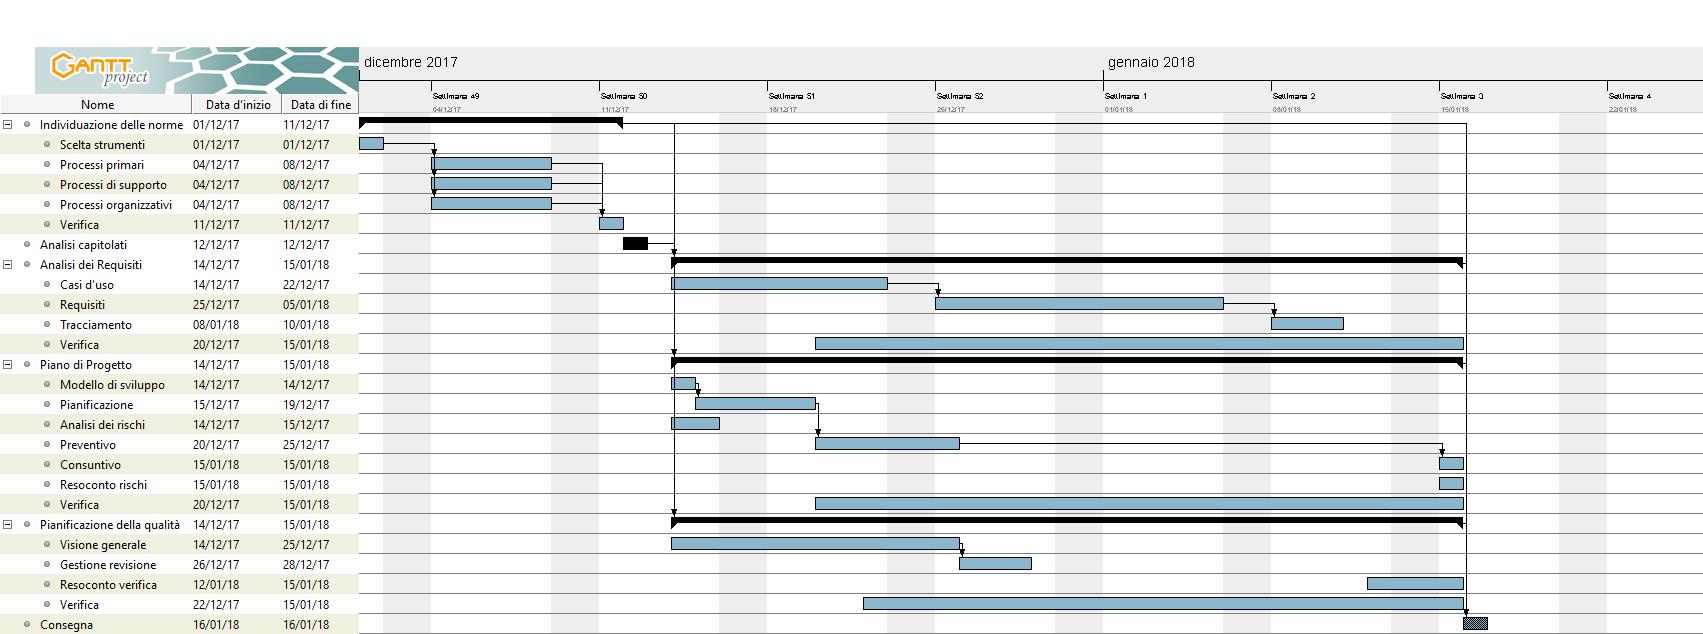 GANTT
project
dicembre 2017
gennaio 2018
Nome Data d'inizio Data di fine
Settimana 49 Settimana 50 Settimana 51 Settimana 52 Settimana 1 Settimana 2 Settimana 3 Settimana 4
04/12/17 11/12/17 18/12/17 25/12/17 01/01/18 08/01/18 15/01/18 22/01/18
Individuazione delle norme 01/12/17 11/12/17
Scelta strumenti 01/12/17 01/12/17
Processi primari 04/12/17 08/12/17
Processi di supporto 04/12/17 08/12/17
Processi organizzativi 04/12/17 08/12/17
Verifica 11/12/17 11/12/17
Analisi capitolati 12/12/17 12/12/17
Analisi dei Requisiti 14/12/17 15/01/18
Casi d'uso 14/12/17 22/12/17
Requisiti 25/12/17 05/01/18
Tracciamento 08/01/18 10/01/18
Verifica 20/12/17 15/01/18
Piano di Progetto 14/12/17 15/01/18
Modello di sviluppo 14/12/17 14/12/17
Pianificazione 15/12/17 19/12/17
Analisi dei rischi 14/12/17 15/12/17
Preventivo 20/12/17 25/12/17
Consuntivo 15/01/18 15/01/18
Resoconto rischi 15/01/18 15/01/18
Verifica 20/12/17 15/01/18
Pianificazione della qualità 14/12/17 15/01/18
Visione generale 14/12/17 25/12/17
Gestione revisione 26/12/17 28/12/17
Resoconto verifica 12/01/18 15/01/18
Verifica 22/12/17 15/01/18
Consegna 16/01/18 16/01/18